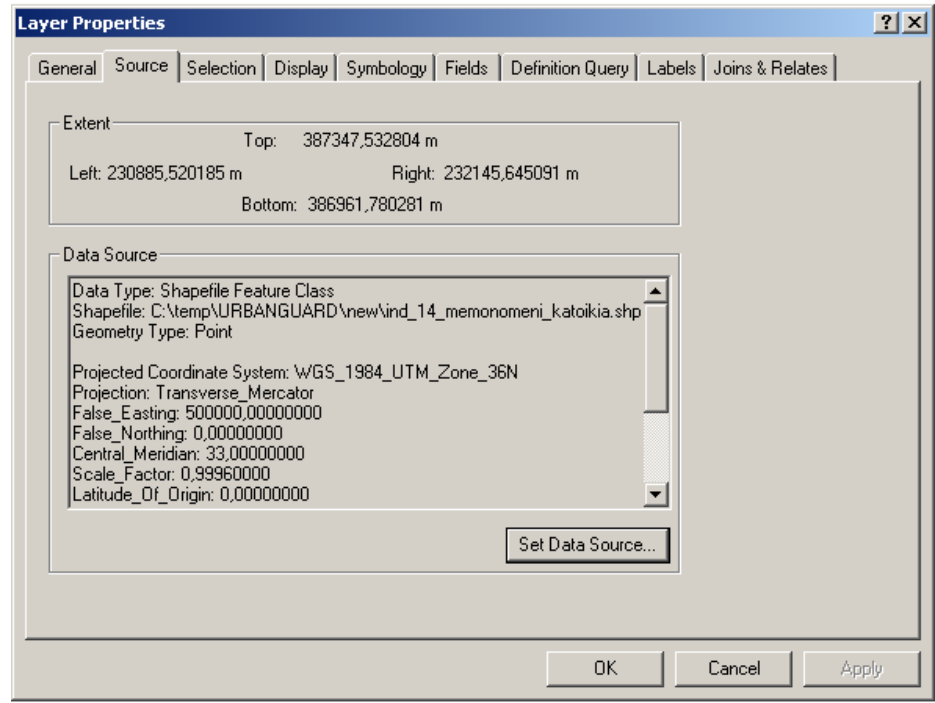 Layer Properties
General Source Selection Display Symbology Fields Definition Query Labels Joins & Relates
Extent
Top: 387347,532804 m
Left: 230885,520185 m Right: 232145,645091 m
Bottom: 386961,780281 m
Data Source
Data Type: Shapefile Feature Class
Shapefile: C:\temp\URBANGUARD\new\ind_14_memonomeni_katoikia.shp
Geometry Type: Point
Projected Coordinate System: WGS_1984_UTM_Zone_36N
Projection: Transverse_Mercator
False_Easting: 500000,00000000
False_Northing: 0,00000000
Central_Meridian: 33,00000000
Scale_Factor: 0,99960000
Latitude_Of_Origin: 0,00000000
Set Data Source...
OK Cancel Apply